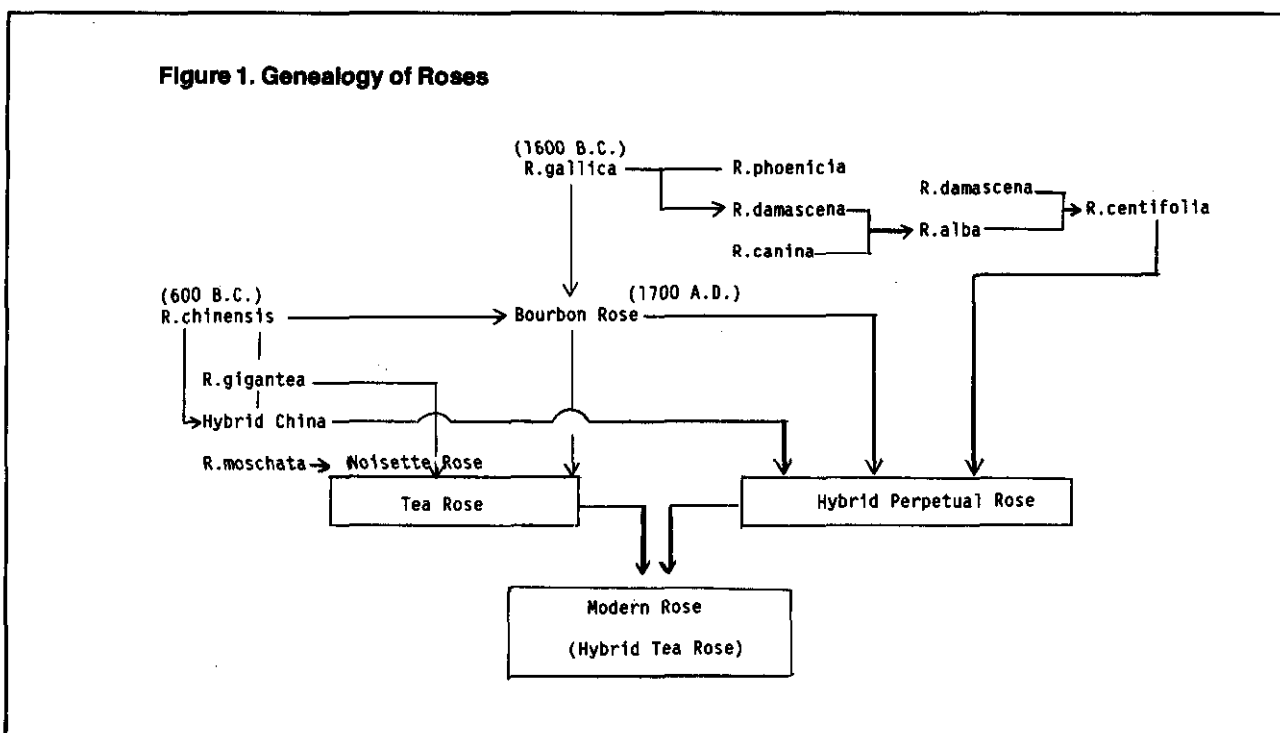 Figure 1. Genealogy of Roses
(1600 B.C.)
R.gallica
R.phoenicia
R.damascena
R.damascena
R.centifolia
R.alba
R.canina
(600 B.C.)
R.chinensis
(1700 A.D.)
Bourbon Rose
R.gigantea
Hybrid China
R.moschata
Noisette Rose
Tea Rose
Hybrid Perpetual Rose
Modern Rose
(Hybrid Tea Rose)